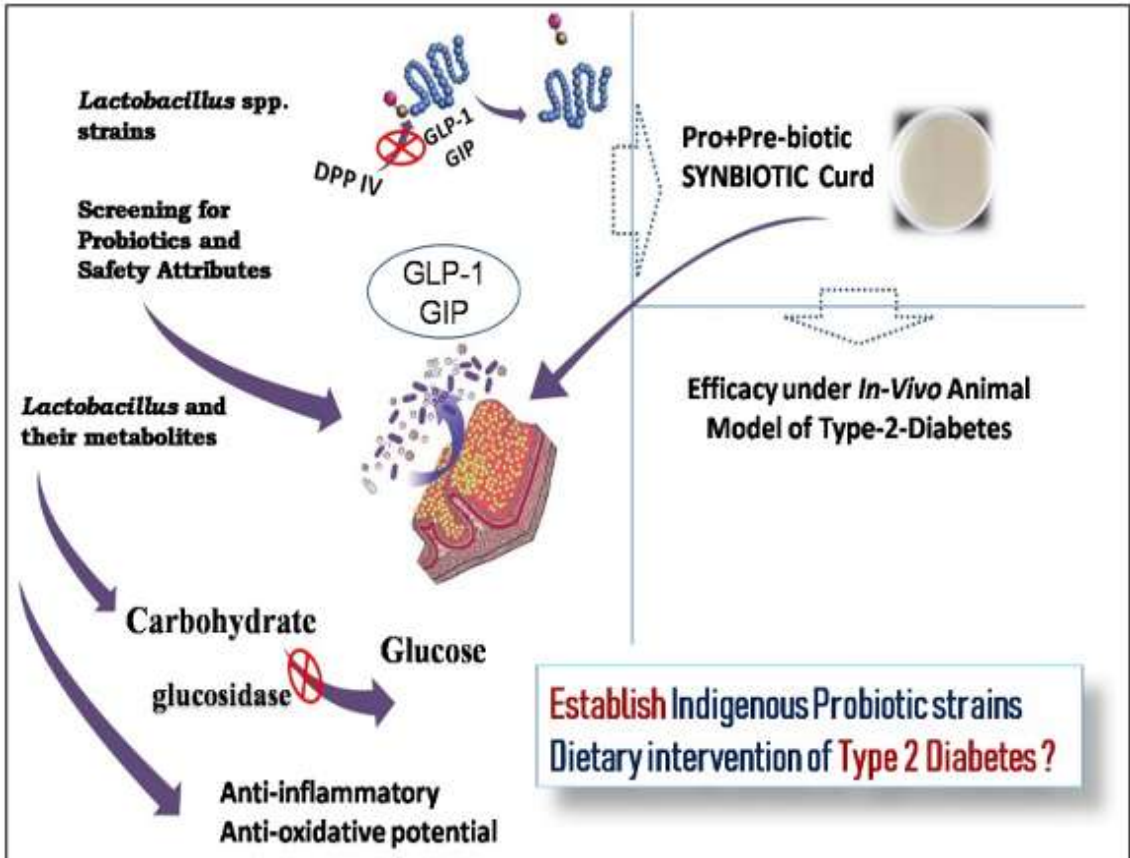 Lactobacillus spp.
strains
DPP IV
GLP-1
GIP
Screening for
Probiotics and
Safety Attributes
GLP-1
GIP
Lactobacillus and
their metabolites
Carbohydrate
Glucose
glucosidase
Anti-inflammatory
Anti-oxidative potential
Pro+Pre-biotic
SYNBIOTIC Curd
Efficacy under In-Vivo Animal
Model of Type-2-Diabetes
Establish Indigenous Probiotic strains
Dietary intervention of Type 2 Diabetes ?